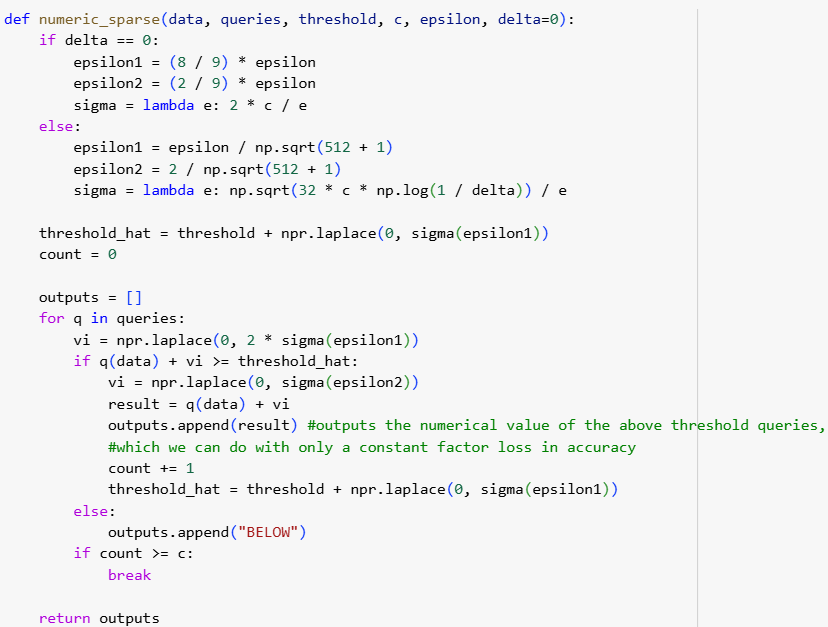 def numeric_sparse(data, queries, threshold, c, epsilon, delta=0):
    if delta == 0:
        epsilon1 = (8 / 9) * epsilon
        epsilon2 = (2 / 9) * epsilon
        sigma = lambda e: 2 * c / e
    else:
        epsilon1 = epsilon / np.sqrt(512 + 1)
        epsilon2 = 2 / np.sqrt(512 + 1)
        sigma = lambda e: np.sqrt(32 * c * np.log(1 / delta)) / e

    threshold_hat = threshold + npr.laplace(0, sigma(epsilon1))
    count = 0

    outputs = []
    for q in queries:
        vi = npr.laplace(0, 2 * sigma(epsilon1))
        if q(data) + vi >= threshold_hat:
            vi = npr.laplace(0, sigma(epsilon2))
            result = q(data) + vi
            outputs.append(result) #outputs the numerical value of the above threshold queries,
            #which we can do with only a constant factor loss in accuracy
            count += 1
            threshold_hat = threshold + npr.laplace(0, sigma(epsilon1))
        else:
            outputs.append("BELOW")
        if count >= c:
            break

    return outputs